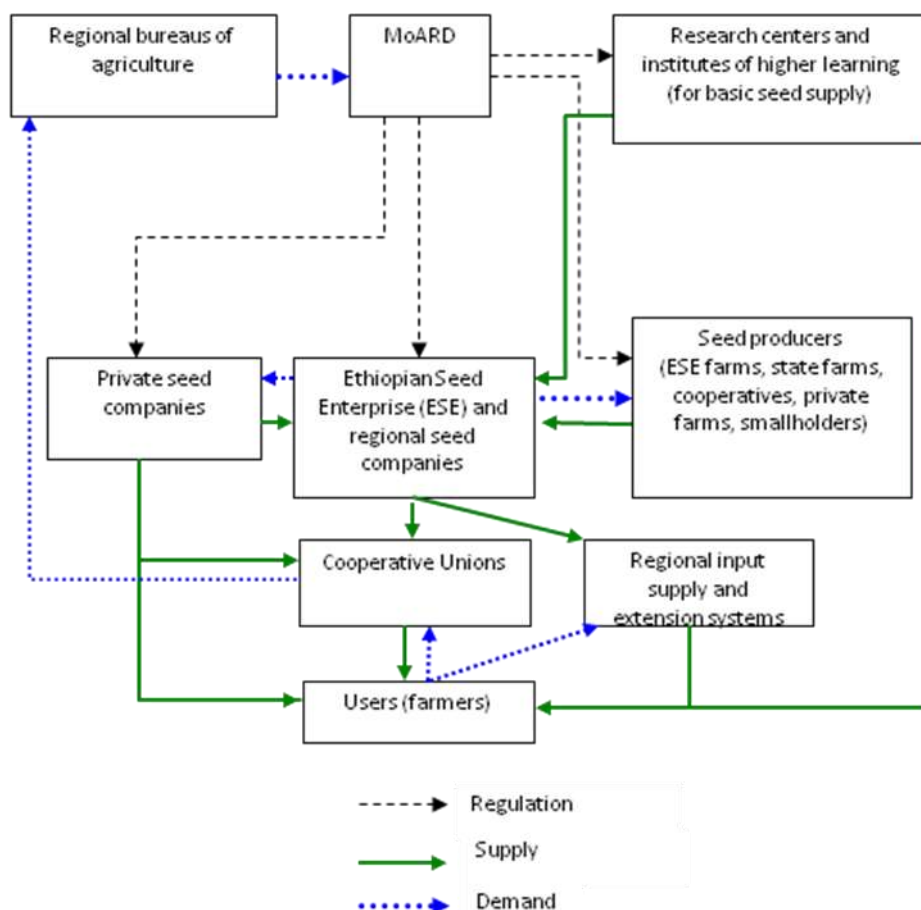 Regional bureaus of
agriculture
MoARD
Research centers and
institutes of higher learning
(for basic seed supply)
Private seed
companies
Ethiopian Seed
Enterprise (ESE) and
regional seed
companies
Seed producers
(ESE farms, state farms,
cooperatives, private
farms, smallholders)
Cooperative Unions
Regional input
supply and
extension systems
Users (farmers)
Regulation
Supply
Demand